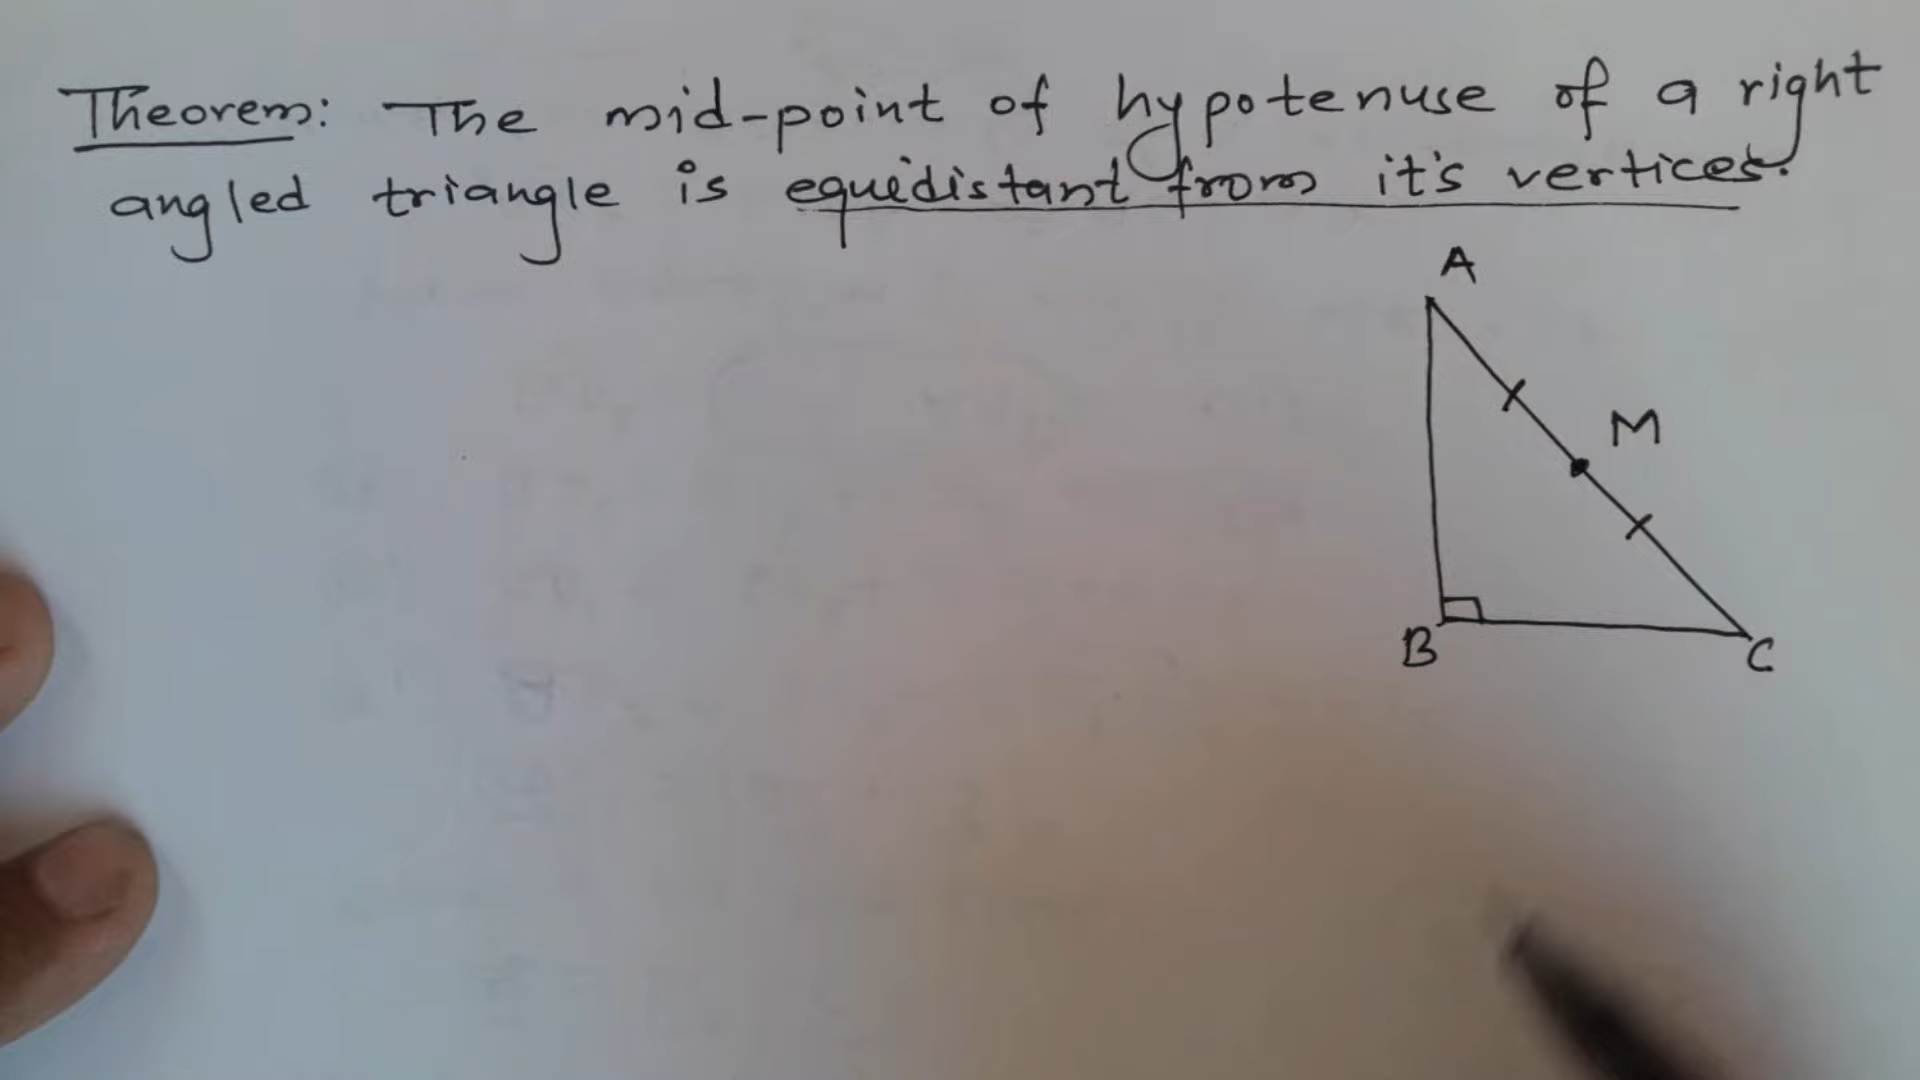 Theorem: The mid-point of hypotenuse of a right
angled triangle is equidistant from it's vertices.
A
M
B
C